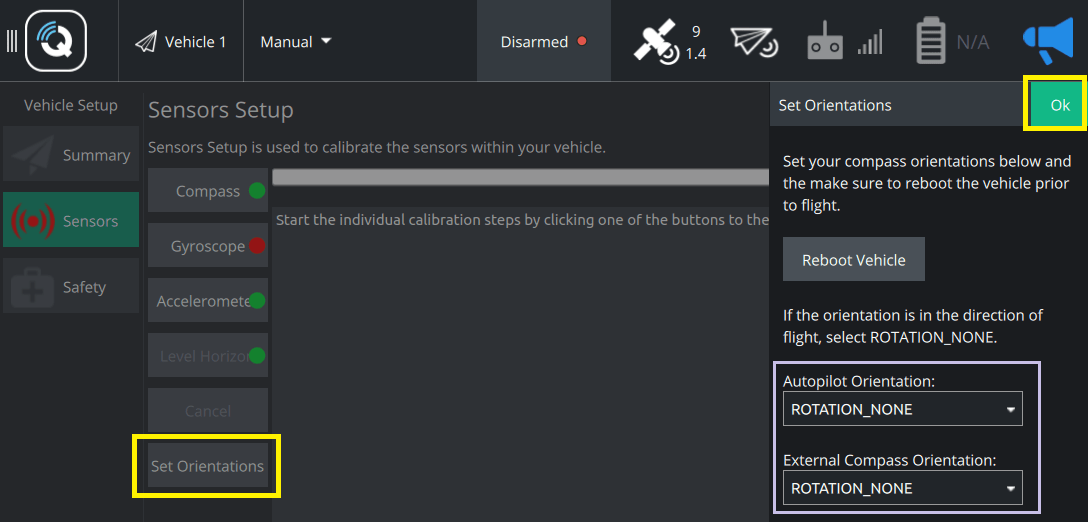 Vehicle 1
Manual
Disarmed
9
1.4
N/A
Vehicle Setup
Summary
Sensors
Safety
Sensors Setup
Sensors Setup is used to calibrate the sensors within your vehicle.
Compass
Gyroscope
Acceleromete
Level Horizon
Cancel
Set Orientations
Start the individual calibration steps by clicking one of the buttons to the
Set Orientations
Ok
Set your compass orientations below and
the make sure to reboot the vehicle prior
to flight.
Reboot Vehicle
If the orientation is in the direction of
flight, select ROTATION_NONE.
Autopilot Orientation:
ROTATION_NONE
External Compass Orientation:
ROTATION_NONE